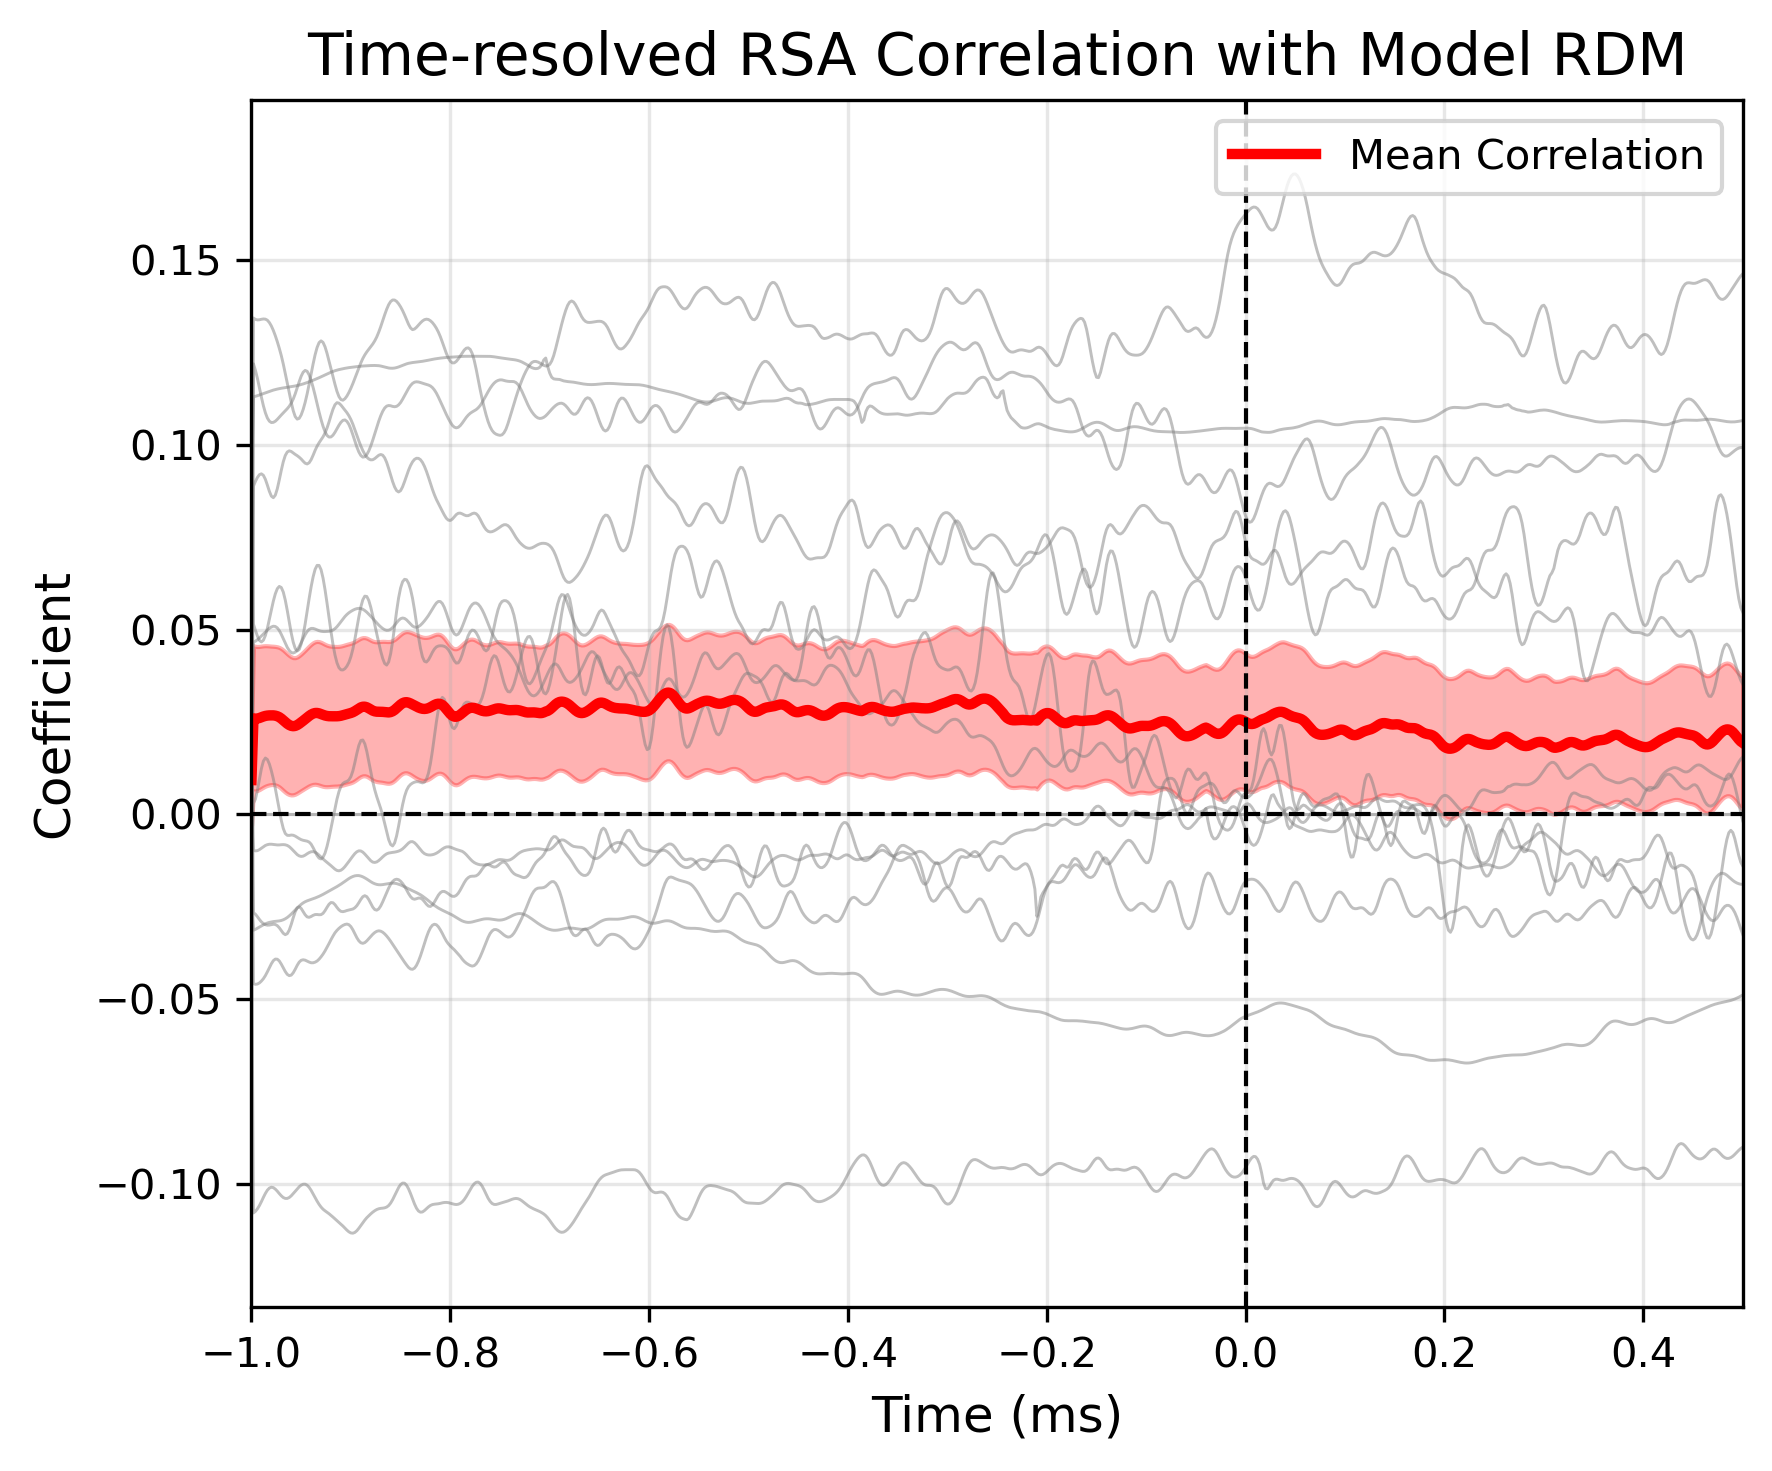 Time-resolved RSA Correlation with Model RDM
Mean Correlation
Coefficient
0.15
0.10
0.05
0.00
−0.05
−0.10
−1.0 −0.8 −0.6 −0.4 −0.2 0.0 0.2 0.4
Time (ms)